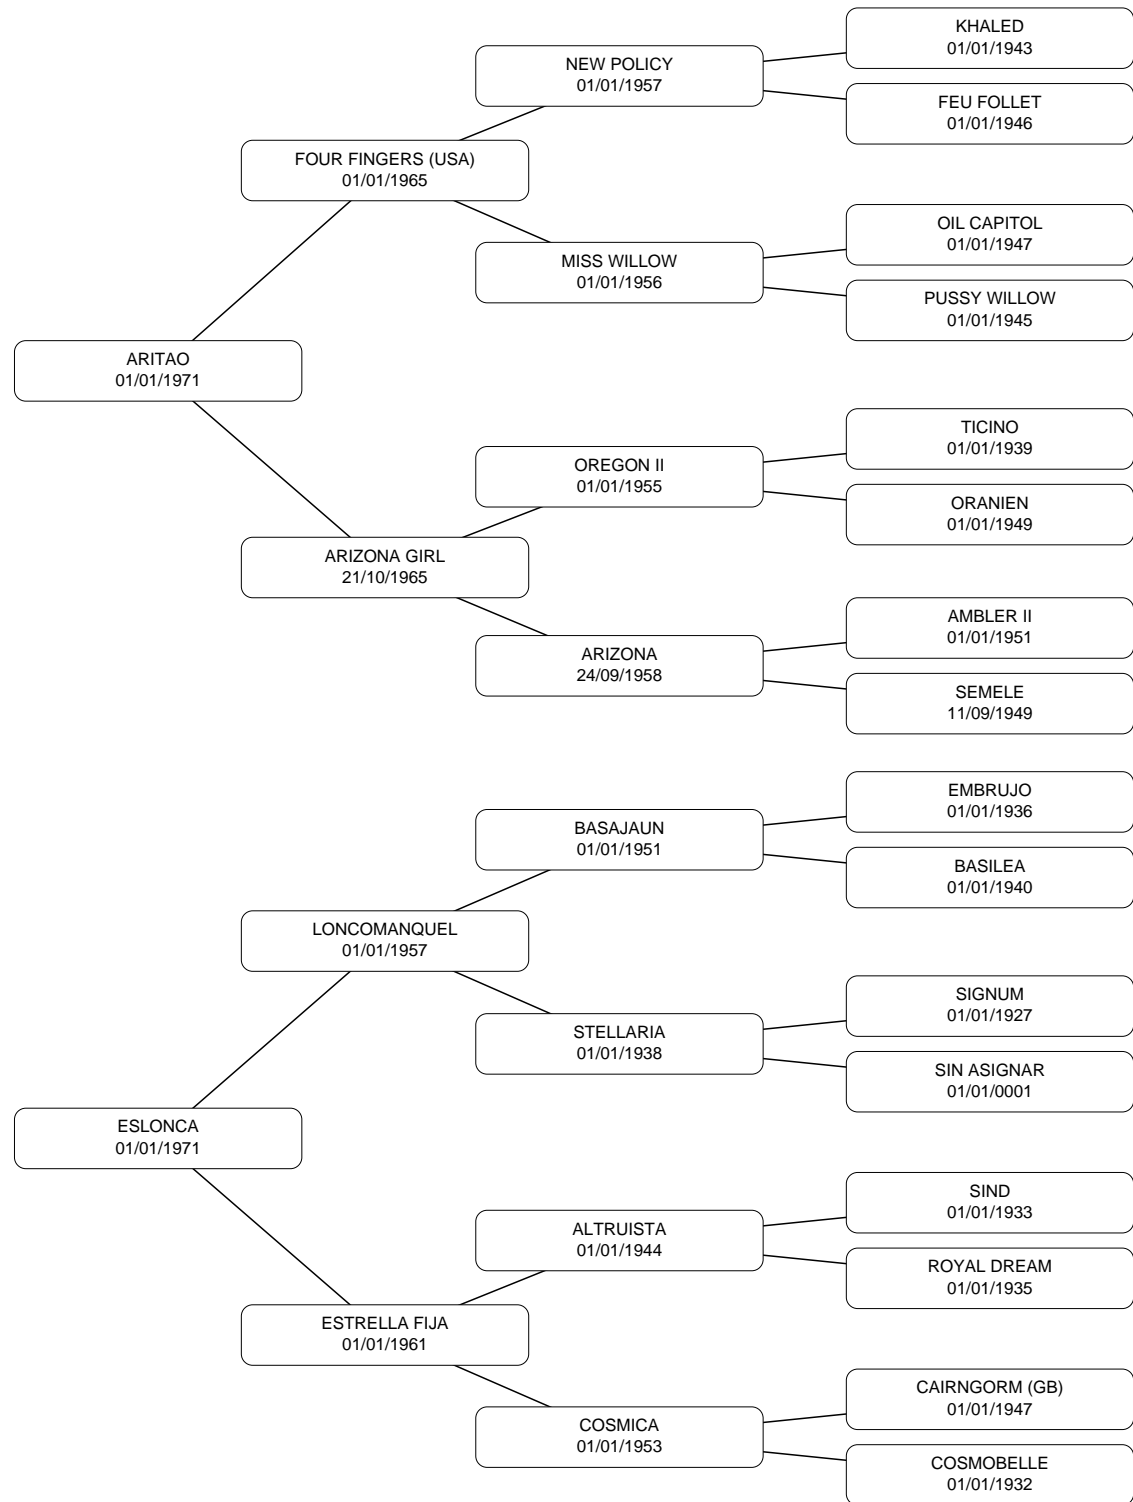 KHALED
01/01/1943
NEW POLICY
01/01/1957
FEU FOLLET
01/01/1946
FOUR FINGERS (USA)
01/01/1965
OIL CAPITOL
01/01/1947
MISS WILLOW
01/01/1956
PUSSY WILLOW
01/01/1945
ARITAO
01/01/1971
TICINO
01/01/1939
OREGON II
01/01/1955
ORANIEN
01/01/1949
ARIZONA GIRL
21/10/1965
AMBLER II
01/01/1951
ARIZONA
24/09/1958
SEMELE
11/09/1949
EMBRUJO
01/01/1936
BASAJAUN
01/01/1951
BASILEA
01/01/1940
LONCOMANQUEL
01/01/1957
SIGNUM
01/01/1927
STELLARIA
01/01/1938
SIN ASIGNAR
01/01/0001
ESLONCA
01/01/1971
SIND
01/01/1933
ALTRUISTA
01/01/1944
ROYAL DREAM
01/01/1935
ESTRELLA FIJA
01/01/1961
CAIRNGORM (GB)
01/01/1947
COSMICA
01/01/1953
COSMOBELLE
01/01/1932